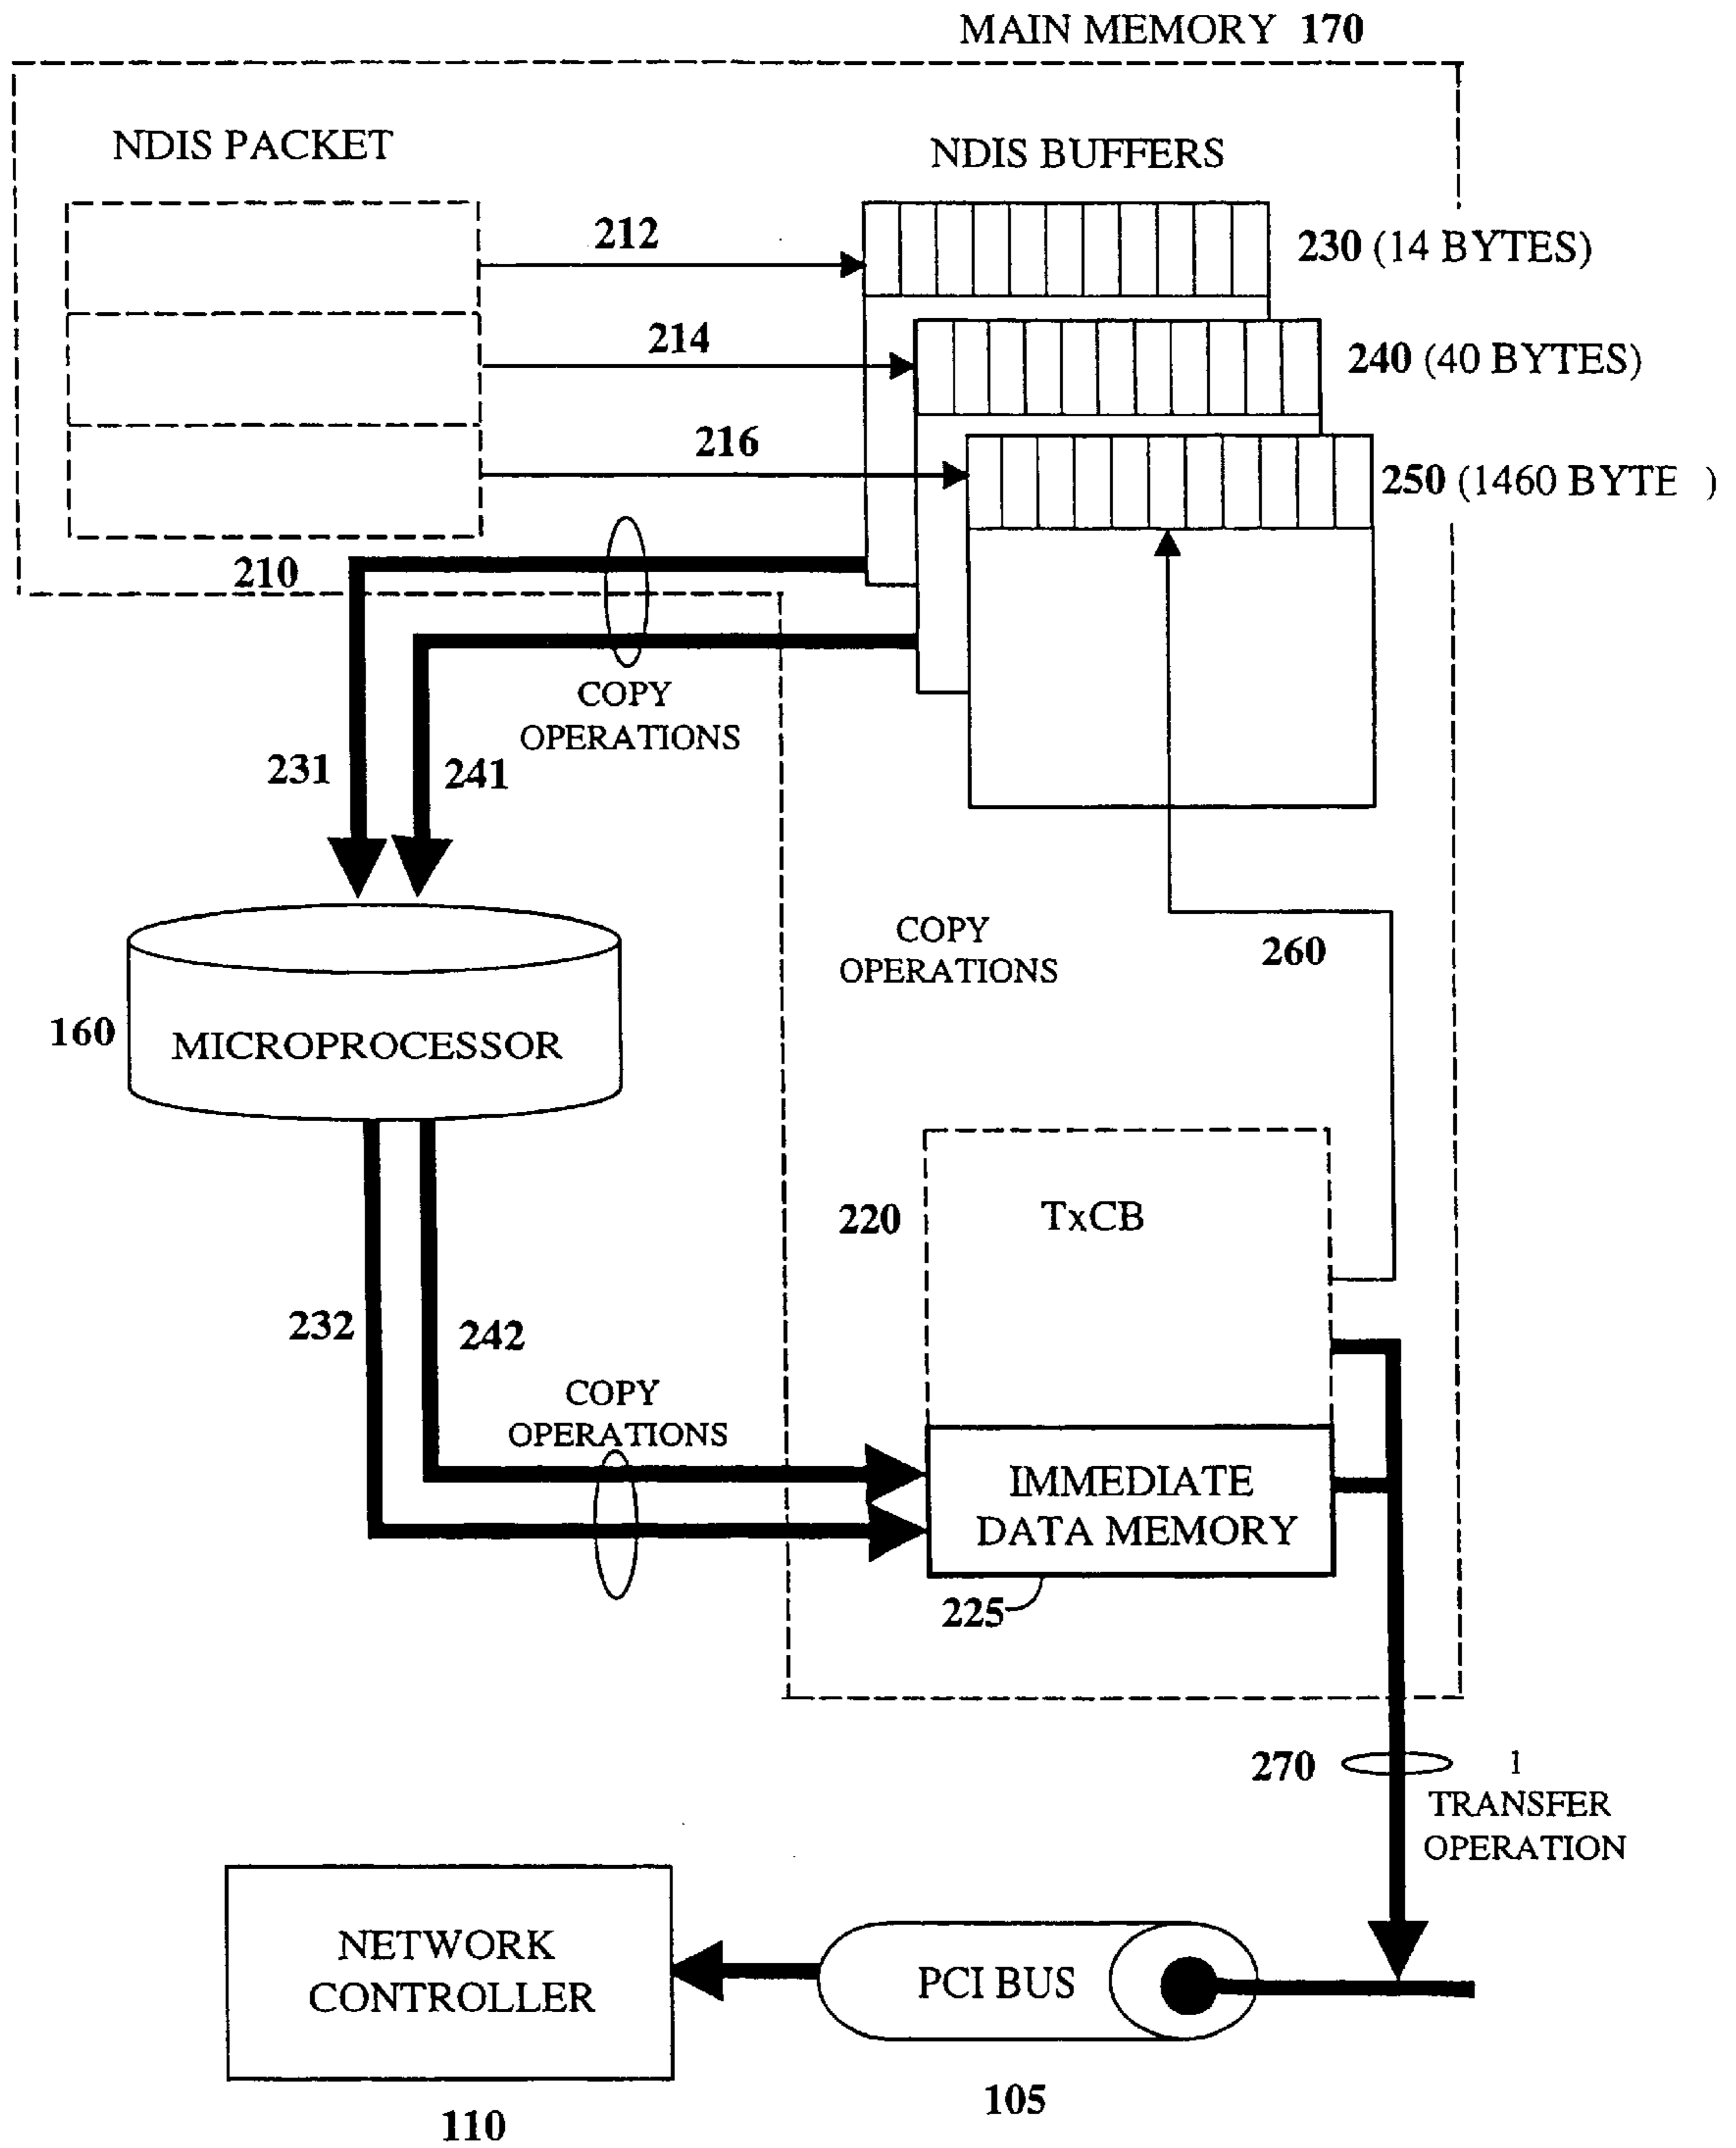 MAIN MEMORY 170
NDIS PACKET
NDIS BUFFERS
212
230 (14 BYTES)
214
240 (40 BYTES)
216
250 (1460 BYTE )
210
COPY
OPERATIONS
231
241
COPY
OPERATIONS
260
160
MICROPROCESSOR
220
TxCB
232
242
COPY
OPERATIONS
IMMEDIATE
DATA MEMORY
225
270
1
TRANSFER
OPERATION
NETWORK
CONTROLLER
PCI BUS
105
110